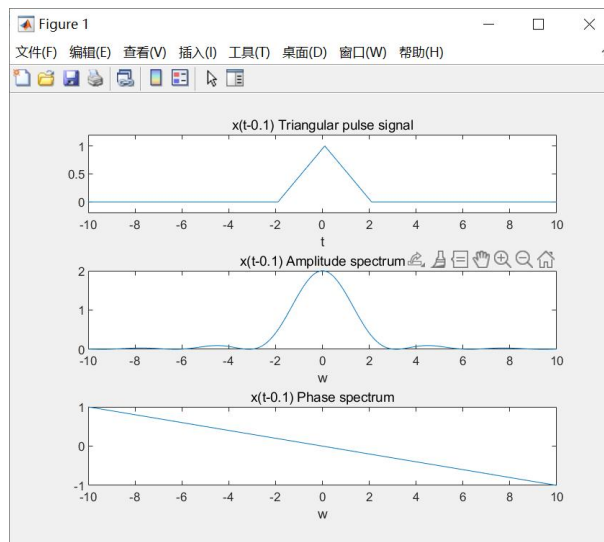 Figure 1
文件(F) 编辑(E) 查看(V) 插入(I) 工具(T) 桌面(D) 窗口(W) 帮助(H)
x(t-0.1) Triangular pulse signal
1
0.5
0
-10 -8 -6 -4 -2 0 2 4 6 8 10
t
x(t-0.1) Amplitude spectrum
2
1
0
-10 -8 -6 -4 -2 0 2 4 6 8 10
w
x(t-0.1) Phase spectrum
1
0
-1
-10 -8 -6 -4 -2 0 2 4 6 8 10
w